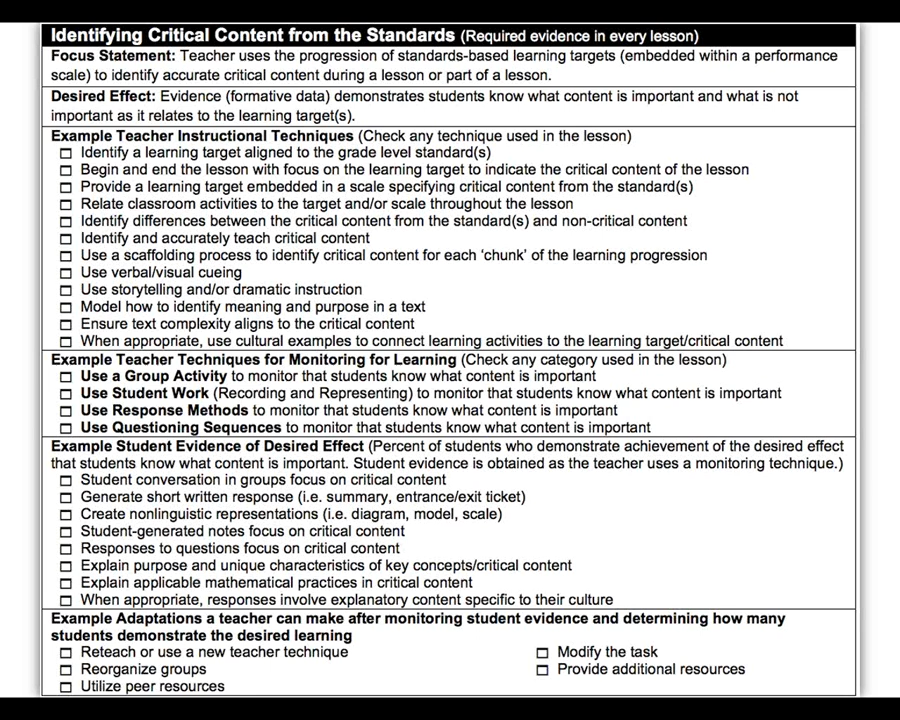 Identifying Critical Content from the Standards (Required evidence in every lesson)
Focus Statement: Teacher uses the progression of standards-based learning targets (embedded within a performance
scale) to identify accurate critical content during a lesson or part of a lesson.
Desired Effect: Evidence (formative data) demonstrates students know what content is important and what is not
important as it relates to the learning target(s).
Example Teacher Instructional Techniques (Check any technique used in the lesson)
☐ Identify a learning target aligned to the grade level standard(s)
☐ Begin and end the lesson with focus on the learning target to indicate the critical content of the lesson
☐ Provide a learning target embedded in a scale specifying critical content from the standard(s)
☐ Relate classroom activities to the target and/or scale throughout the lesson
☐ Identify differences between the critical content from the standard(s) and non-critical content
☐ Identify and accurately teach critical content
☐ Use a scaffolding process to identify critical content for each ‘chunk’ of the learning progression
☐ Use verbal/visual cueing
☐ Use storytelling and/or dramatic instruction
☐ Model how to identify meaning and purpose in a text
☐ Ensure text complexity aligns to the critical content
☐ When appropriate, use cultural examples to connect learning activities to the learning target/critical content
Example Teacher Techniques for Monitoring for Learning (Check any category used in the lesson)
☐ Use a Group Activity to monitor that students know what content is important
☐ Use Student Work (Recording and Representing) to monitor that students know what content is important
☐ Use Response Methods to monitor that students know what content is important
☐ Use Questioning Sequences to monitor that students know what content is important
Example Student Evidence of Desired Effect (Percent of students who demonstrate achievement of the desired effect
that students know what content is important. Student evidence is obtained as the teacher uses a monitoring technique.)
☐ Student conversation in groups focus on critical content
☐ Generate short written response (i.e. summary, entrance/exit ticket)
☐ Create nonlinguistic representations (i.e. diagram, model, scale)
☐ Student-generated notes focus on critical content
☐ Responses to questions focus on critical content
☐ Explain purpose and unique characteristics of key concepts/critical content
☐ Explain applicable mathematical practices in critical content
☐ When appropriate, responses involve explanatory content specific to their culture
Example Adaptations a teacher can make after monitoring student evidence and determining how many
students demonstrate the desired learning
☐ Reteach or use a new teacher technique
☐ Reorganize groups
☐ Utilize peer resources
☐ Modify the task
☐ Provide additional resources